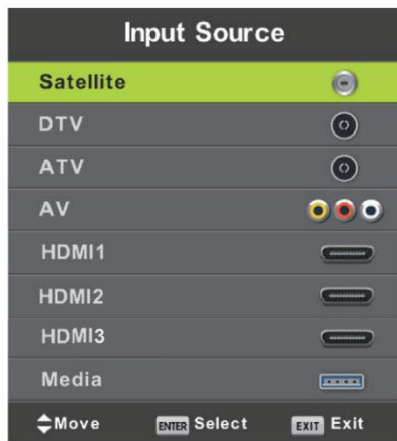 Input Source
Satellite
DTV
ATV
AV
HDMI1
HDMI2
HDMI3
Media
Move ENTER Select EXIT Exit